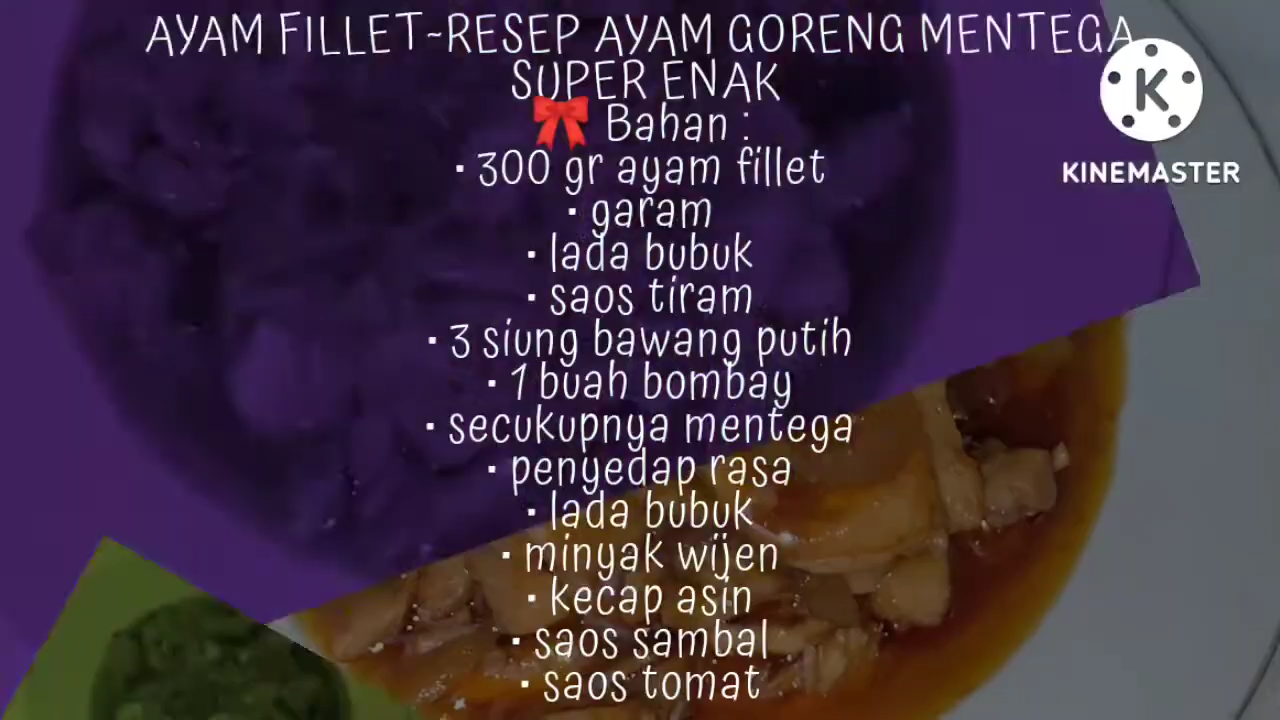 AYAM FILLET-RESEP AYAM GORENG MENTEGA
SUPER ENAK
🎀 Bahan :
• 300 gr ayam fillet
• garam
• lada bubuk
• saos tiram
• 3 siung bawang putih
• 1 buah bombay
• secukupnya mentega
• penyedap rasa
• lada bubuk
• minyak wijen
• kecap asin
• saos sambal
• saos tomat
K
KINEMASTER